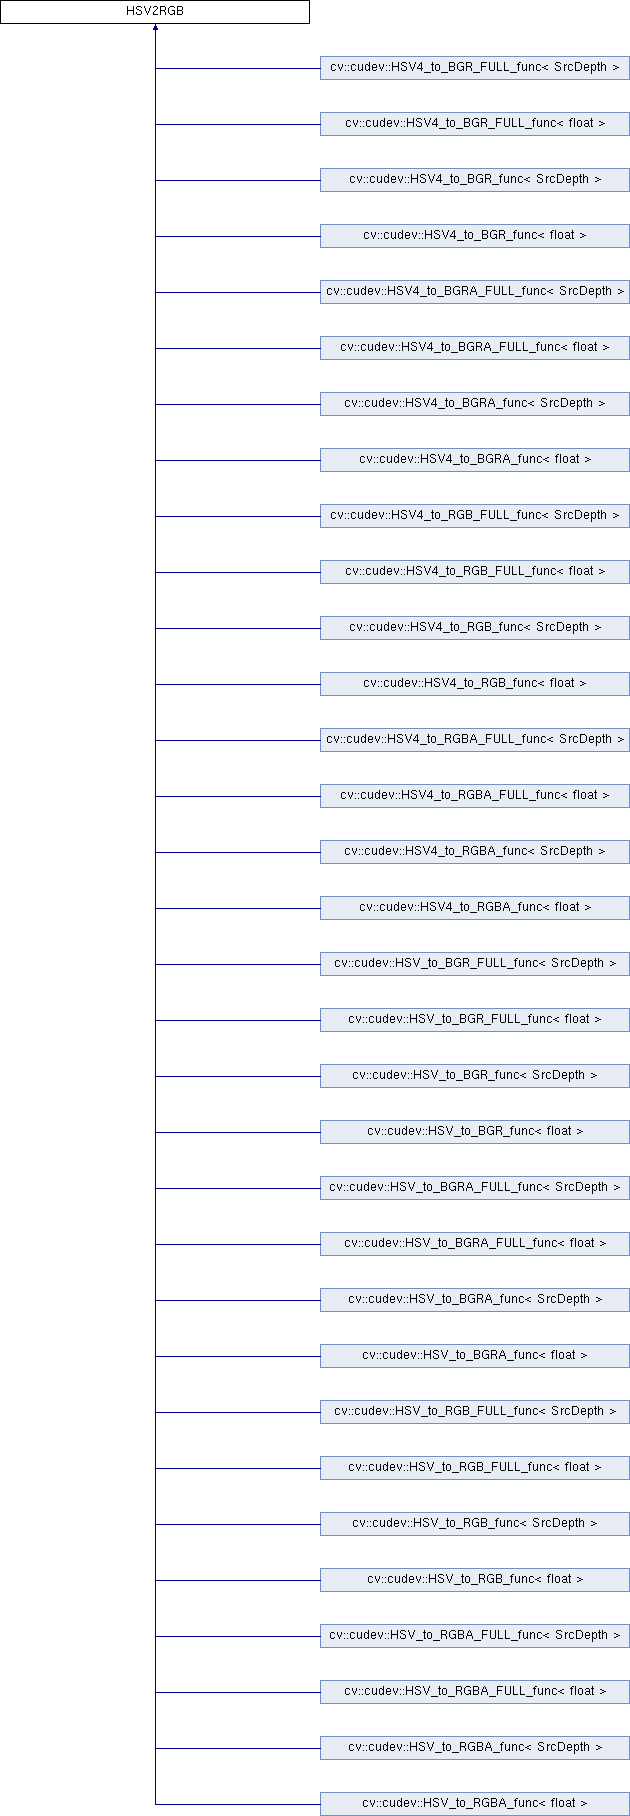 HSV2RGB
cv::cudev::HSV4_to_BGR_FULL_func< SrcDepth >
cv::cudev::HSV4_to_BGR_FULL_func< float >
cv::cudev::HSV4_to_BGR_func< SrcDepth >
cv::cudev::HSV4_to_BGR_func< float >
cv::cudev::HSV4_to_BGRA_FULL_func< SrcDepth >
cv::cudev::HSV4_to_BGRA_FULL_func< float >
cv::cudev::HSV4_to_BGRA_func< SrcDepth >
cv::cudev::HSV4_to_BGRA_func< float >
cv::cudev::HSV4_to_RGB_FULL_func< SrcDepth >
cv::cudev::HSV4_to_RGB_FULL_func< float >
cv::cudev::HSV4_to_RGB_func< SrcDepth >
cv::cudev::HSV4_to_RGB_func< float >
cv::cudev::HSV4_to_RGBA_FULL_func< SrcDepth >
cv::cudev::HSV4_to_RGBA_FULL_func< float >
cv::cudev::HSV4_to_RGBA_func< SrcDepth >
cv::cudev::HSV4_to_RGBA_func< float >
cv::cudev::HSV_to_BGR_FULL_func< SrcDepth >
cv::cudev::HSV_to_BGR_FULL_func< float >
cv::cudev::HSV_to_BGR_func< SrcDepth >
cv::cudev::HSV_to_BGR_func< float >
cv::cudev::HSV_to_BGRA_FULL_func< SrcDepth >
cv::cudev::HSV_to_BGRA_FULL_func< float >
cv::cudev::HSV_to_BGRA_func< SrcDepth >
cv::cudev::HSV_to_BGRA_func< float >
cv::cudev::HSV_to_RGB_FULL_func< SrcDepth >
cv::cudev::HSV_to_RGB_FULL_func< float >
cv::cudev::HSV_to_RGB_func< SrcDepth >
cv::cudev::HSV_to_RGB_func< float >
cv::cudev::HSV_to_RGBA_FULL_func< SrcDepth >
cv::cudev::HSV_to_RGBA_FULL_func< float >
cv::cudev::HSV_to_RGBA_func< SrcDepth >
cv::cudev::HSV_to_RGBA_func< float >